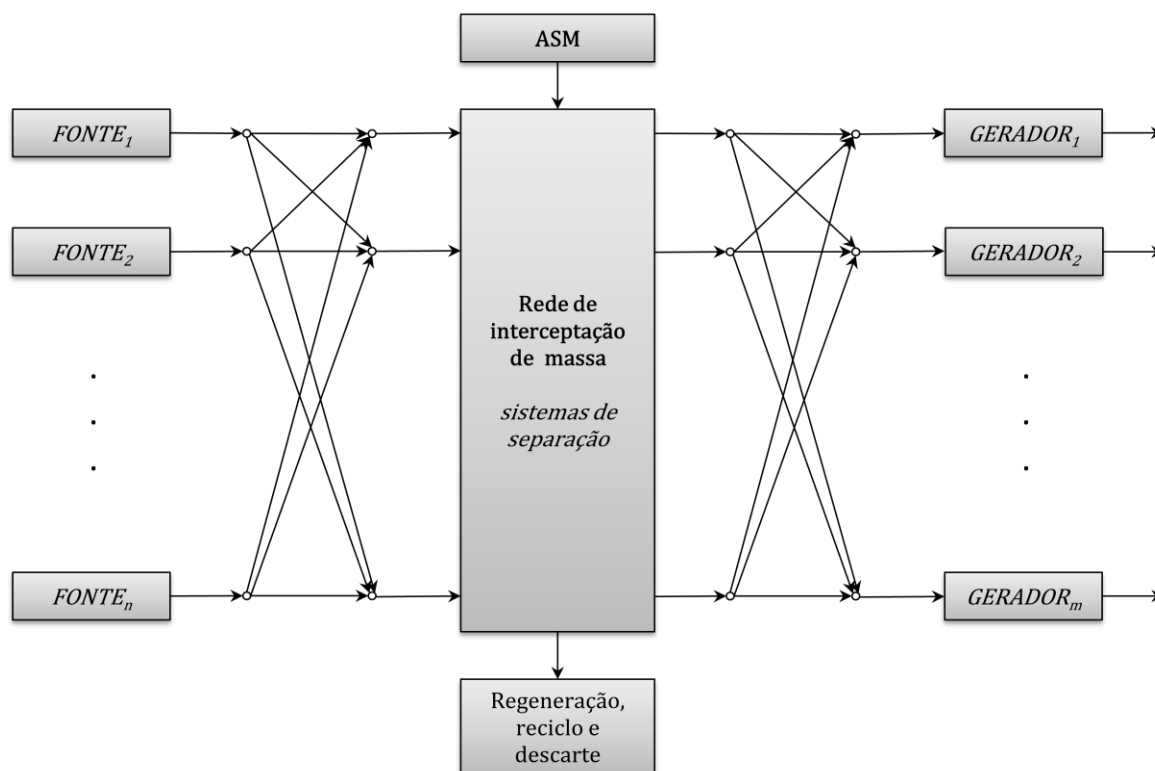 ASM
FONTE1
GERADOR1
FONTE2
GERADOR2
Rede de
interceptação
de massa
sistemas de
separação
FONTEn
GERADORm
Regeneração,
reciclo e
descarte